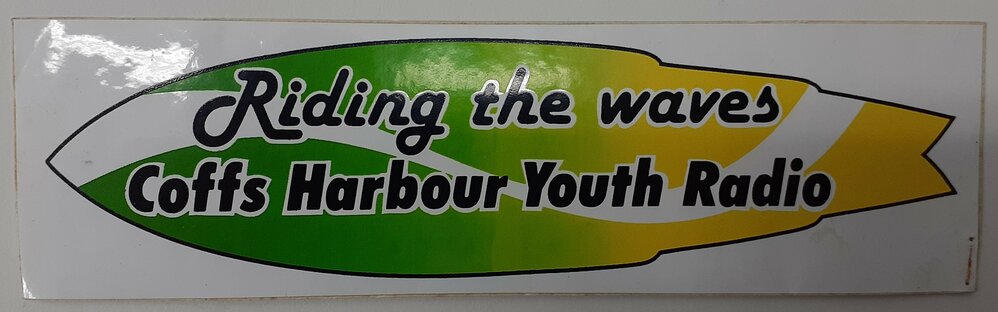 Riding the waves
Coffs Harbour Youth Radio